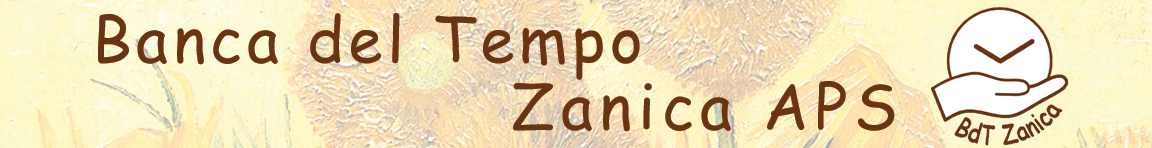 Banca del Tempo
Zanica APS
BdT Zanica